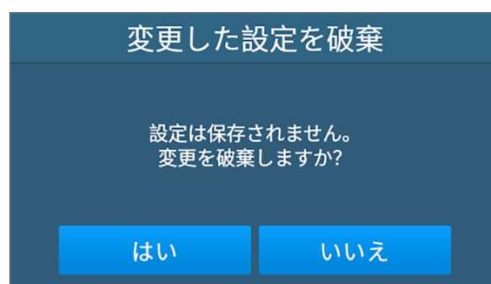 変更した設定を破棄
設定は保存されません。
変更を破棄しますか?
はい
いいえ